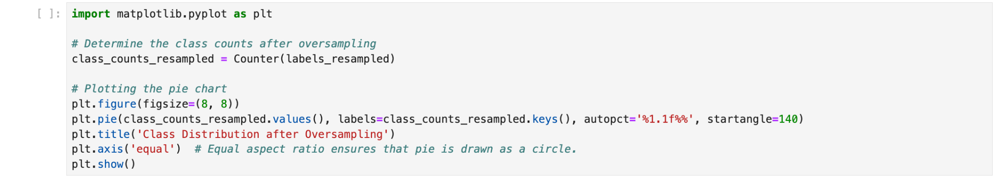 [ ]: import matplotlib.pyplot as plt
# Determine the class counts after oversampling
class_counts_resampled = Counter(labels_resampled)
# Plotting the pie chart
plt.figure(figsize=(8, 8))
plt.pie(class_counts_resampled.values(), labels=class_counts_resampled.keys(), autopct='%1.1f%%', startangle=140)
plt.title('Class Distribution after Oversampling')
plt.axis('equal')  # Equal aspect ratio ensures that pie is drawn as a circle.
plt.show()